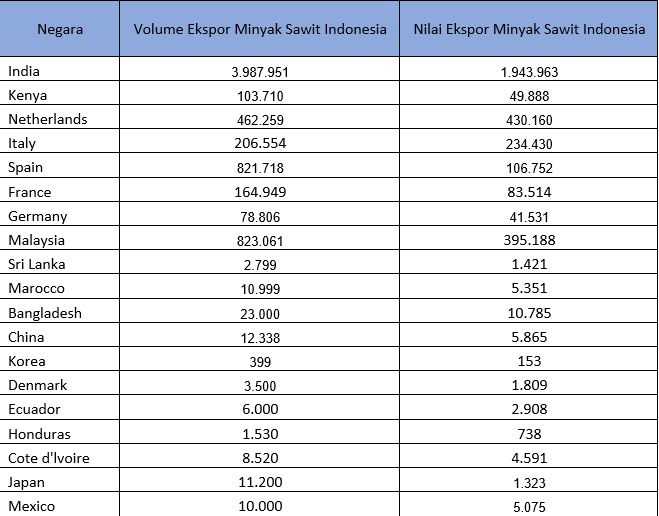 Negara Volume Ekspor Minyak Sawit Indonesia Nilai Ekspor Minyak Sawit Indonesia
India 3.987.951 1.943.963
Kenya 103.710 49.888
Netherlands 462.259 430.160
Italy 206.554 234.430
Spain 821.718 106.752
France 164.949 83.514
Germany 78.806 41.531
Malaysia 823.061 395.188
Sri Lanka 2.799 1.421
Marocco 10.999 5.351
Bangladesh 23.000 10.785
China 12.338 5.865
Korea 399 153
Denmark 3.500 1.809
Ecuador 6.000 2.908
Honduras 1.530 738
Cote d'lvoire 8.520 4.591
Japan 11.200 1.323
Mexico 10.000 5.075